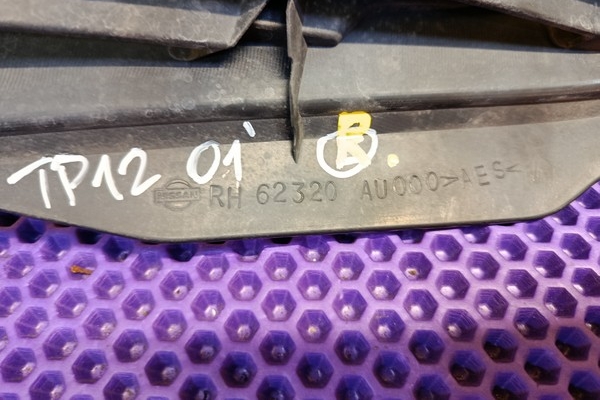 TP12 01' R B.
NISSAN RH 62320 AU000 >AES<